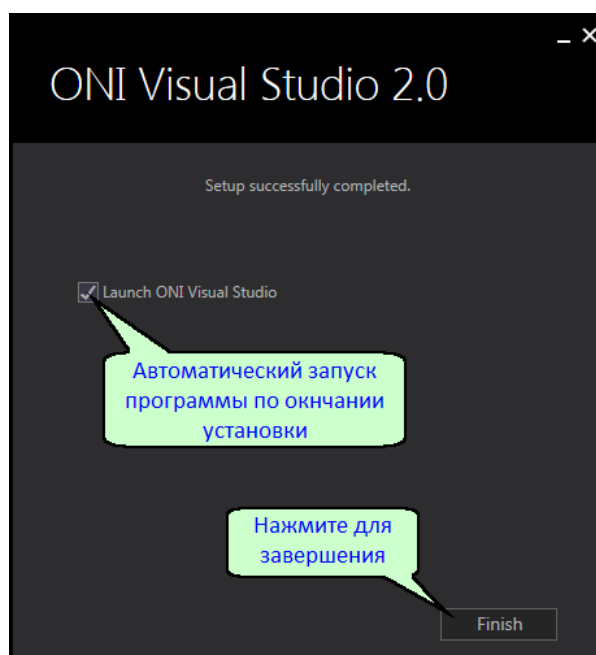 ONI Visual Studio 2.0
Setup successfully completed.
Launch ONI Visual Studio
Автоматический запуск
программы по окнчании
установки
Нажмите для
завершения
Finish